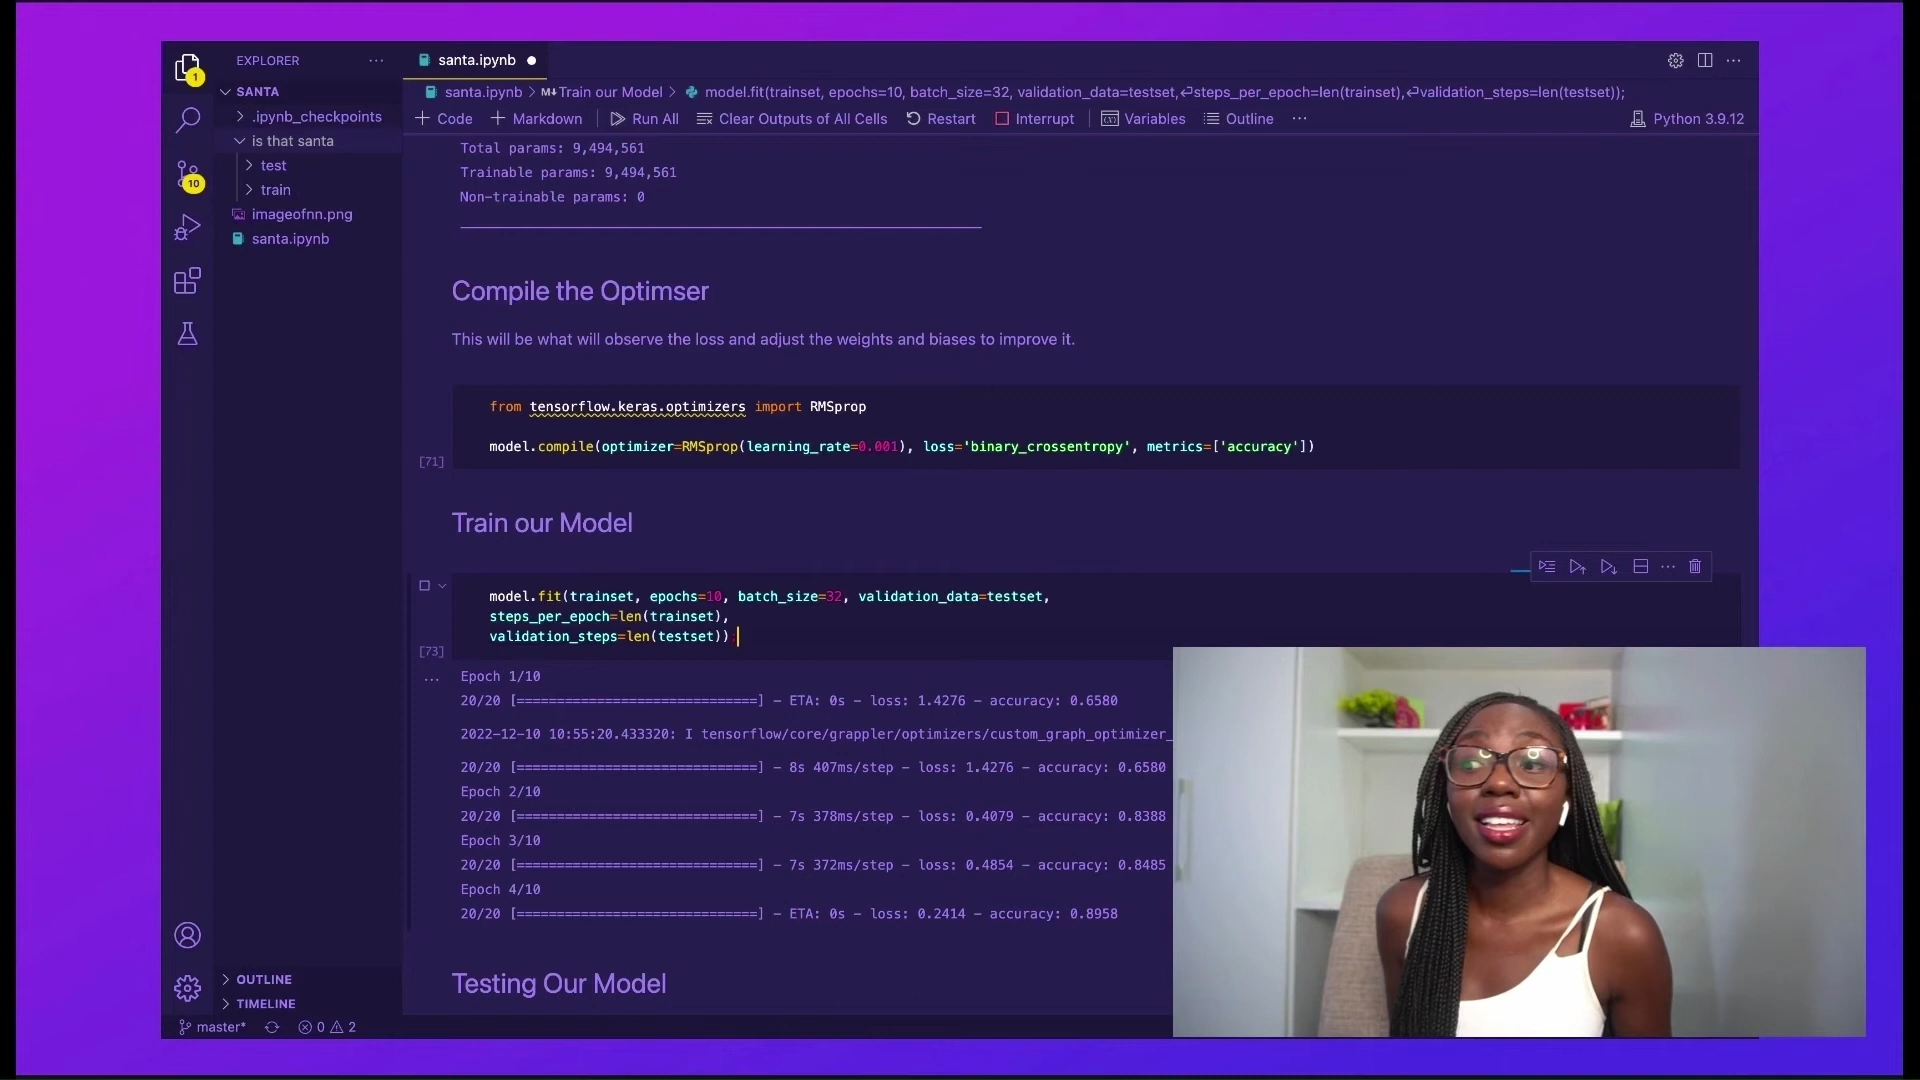 EXPLORER
SANTA
.ipynb_checkpoints
is that santa
test
train
imageofnn.png
santa.ipynb
1
10
OUTLINE
TIMELINE
master*
0
2
santa.ipynb
santa.ipynb > M↓ Train our Model > model.fit(trainset, epochs=10, batch_size=32, validation_data=testset,⏎steps_per_epoch=len(trainset),⏎validation_steps=len(testset));
+ Code + Markdown Run All Clear Outputs of All Cells Restart Interrupt Variables Outline ··· Python 3.9.12
Total params: 9,494,561
Trainable params: 9,494,561
Non-trainable params: 0
Compile the Optimser
This will be what will observe the loss and adjust the weights and biases to improve it.
from tensorflow.keras.optimizers import RMSprop
model.compile(optimizer=RMSprop(learning_rate=0.001), loss='binary_crossentropy', metrics=['accuracy'])
[71]
Train our Model
model.fit(trainset, epochs=10, batch_size=32, validation_data=testset,
steps_per_epoch=len(trainset),
validation_steps=len(testset));
[73]
Epoch 1/10
20/20 [==============================] - ETA: 0s - loss: 1.4276 - accuracy: 0.6580
2022-12-10 10:55:20.433320: I tensorflow/core/grappler/optimizers/custom_graph_optimizer_
20/20 [==============================] - 8s 407ms/step - loss: 1.4276 - accuracy: 0.6580
Epoch 2/10
20/20 [==============================] - 7s 378ms/step - loss: 0.4079 - accuracy: 0.8388
Epoch 3/10
20/20 [==============================] - 7s 372ms/step - loss: 0.4854 - accuracy: 0.8485
Epoch 4/10
20/20 [==============================] - ETA: 0s - loss: 0.2414 - accuracy: 0.8958
Testing Our Model